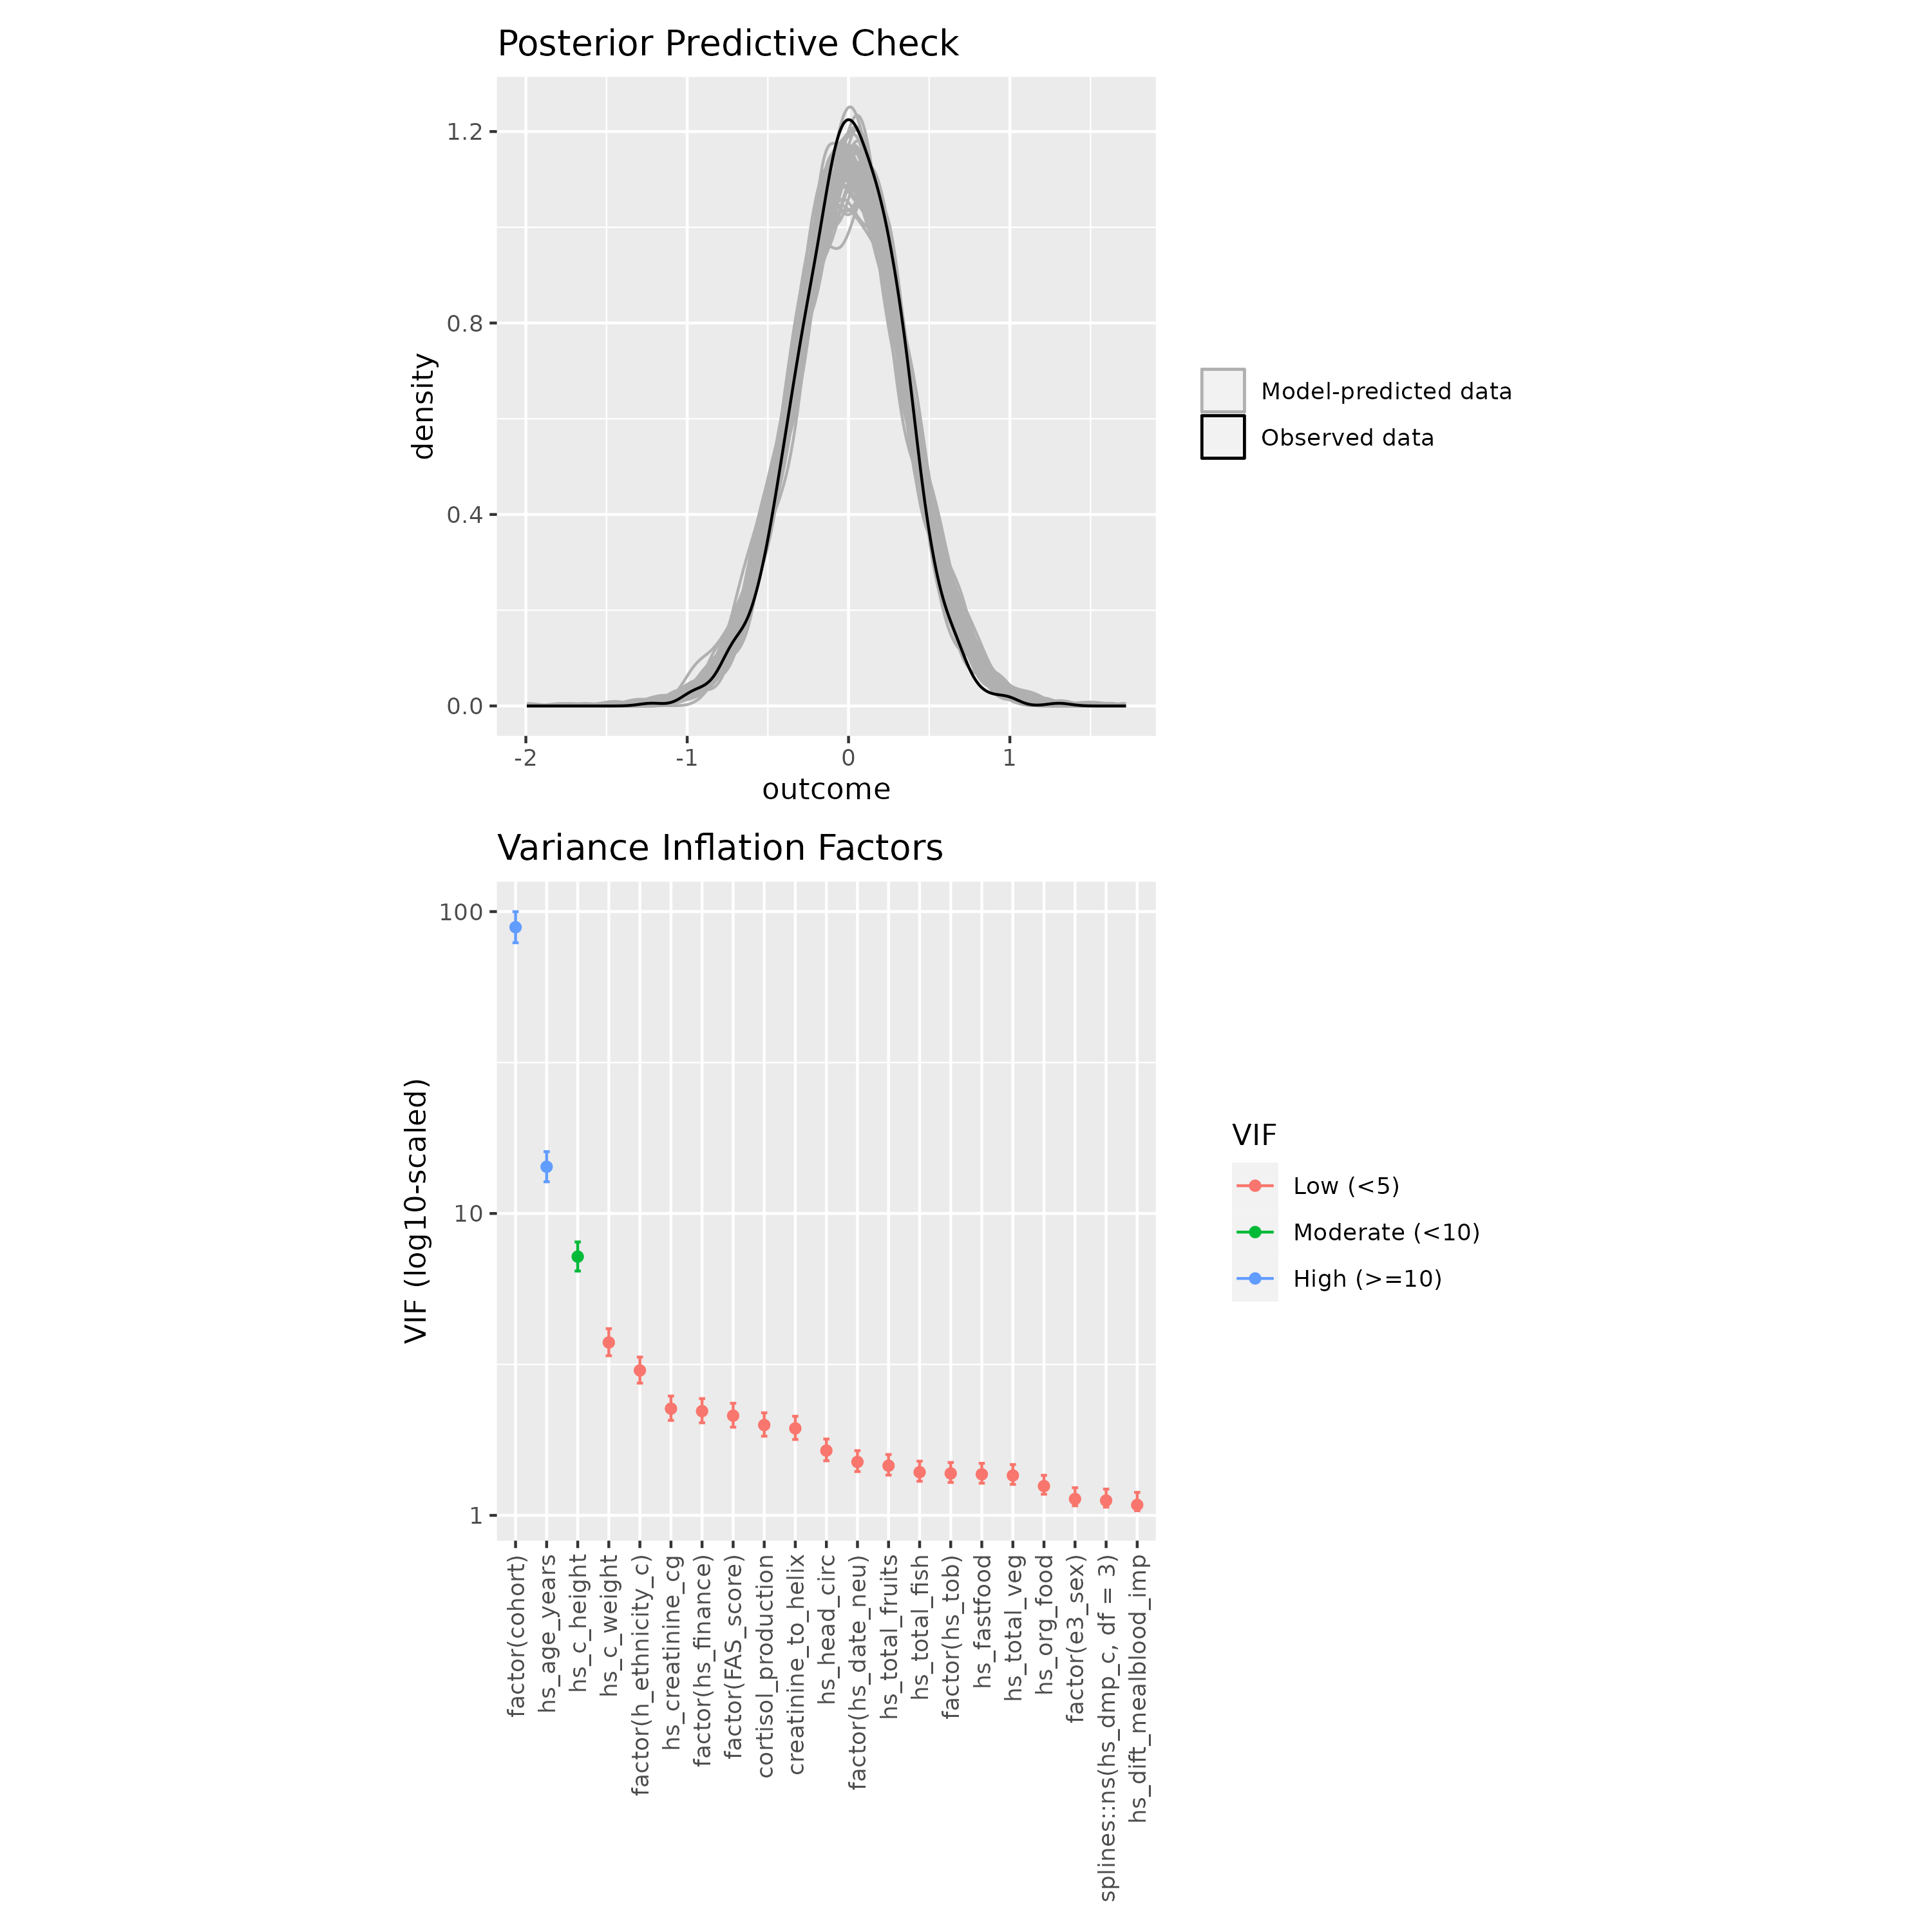 Posterior Predictive Check
1.2
0.8
0.4
0.0
density
-2
-1
0
1
outcome
Model-predicted data
Observed data
Variance Inflation Factors
100
10
1
VIF (log10-scaled)
factor(cohort)
hs_age_years
hs_c_height
hs_c_weight
factor(h_ethnicity_c)
hs_creatinine_cg
factor(hs_finance)
factor(FAS_score)
cortisol_production
creatinine_to_helix
hs_head_circ
factor(hs_date_neu)
hs_total_fruits
hs_total_fish
factor(hs_tob)
hs_fastfood
hs_total_veg
hs_org_food
factor(e3_sex)
splines::ns(hs_dmp_c, df = 3)
hs_dift_mealblood_imp
VIF
Low (<5)
Moderate (<10)
High (>=10)